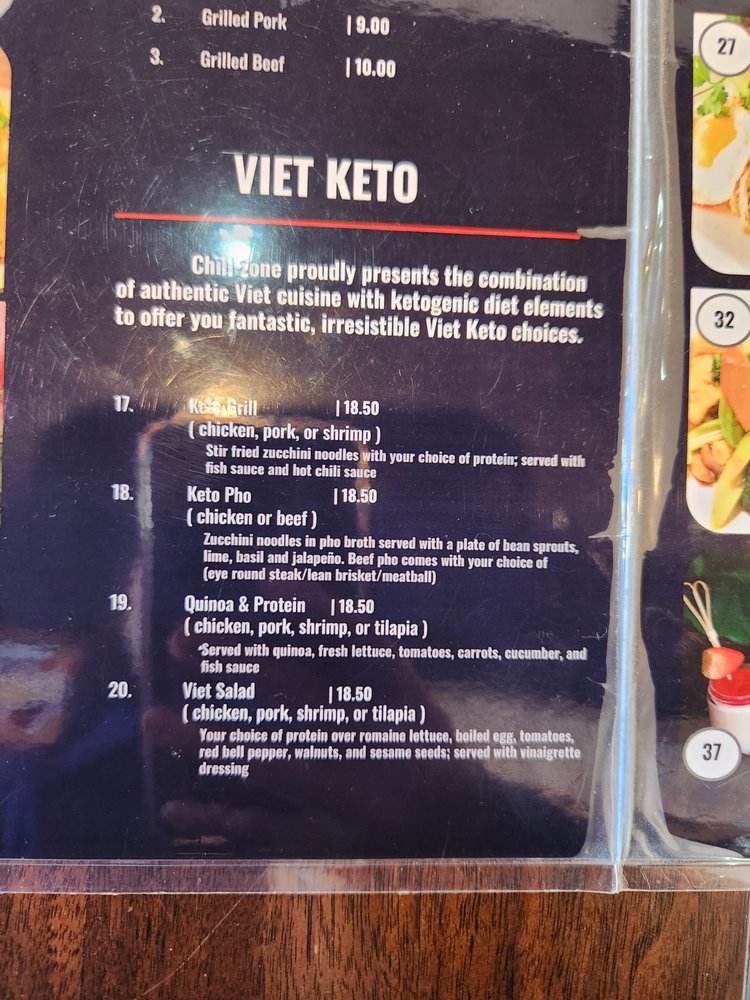 2. Grilled Pork | 9.00
3. Grilled Beef | 10.00
VIET KETO
Chill zone proudly presents the combination
of authentic Viet cuisine with ketogenic diet elements
to offer you fantastic, irresistible Viet Keto choices.
17. Keto Grill | 18.50
( chicken, pork, or shrimp )
Stir fried zucchini noodles with your choice of protein; served with
fish sauce and hot chili sauce
18. Keto Pho | 18.50
( chicken or beef )
Zucchini noodles in pho broth served with a plate of bean sprouts,
lime, basil and jalapeño. Beef pho comes with your choice of
(eye round steak/lean brisket/meatball)
19. Quinoa & Protein | 18.50
( chicken, pork, shrimp, or tilapia )
Served with quinoa, fresh lettuce, tomatoes, carrots, cucumber, and
fish sauce
20. Viet Salad | 18.50
( chicken, pork, shrimp, or tilapia )
Your choice of protein over romaine lettuce, boiled egg, tomatoes,
red bell pepper, walnuts, and sesame seeds; served with vinaigrette
dressing
27
32
37